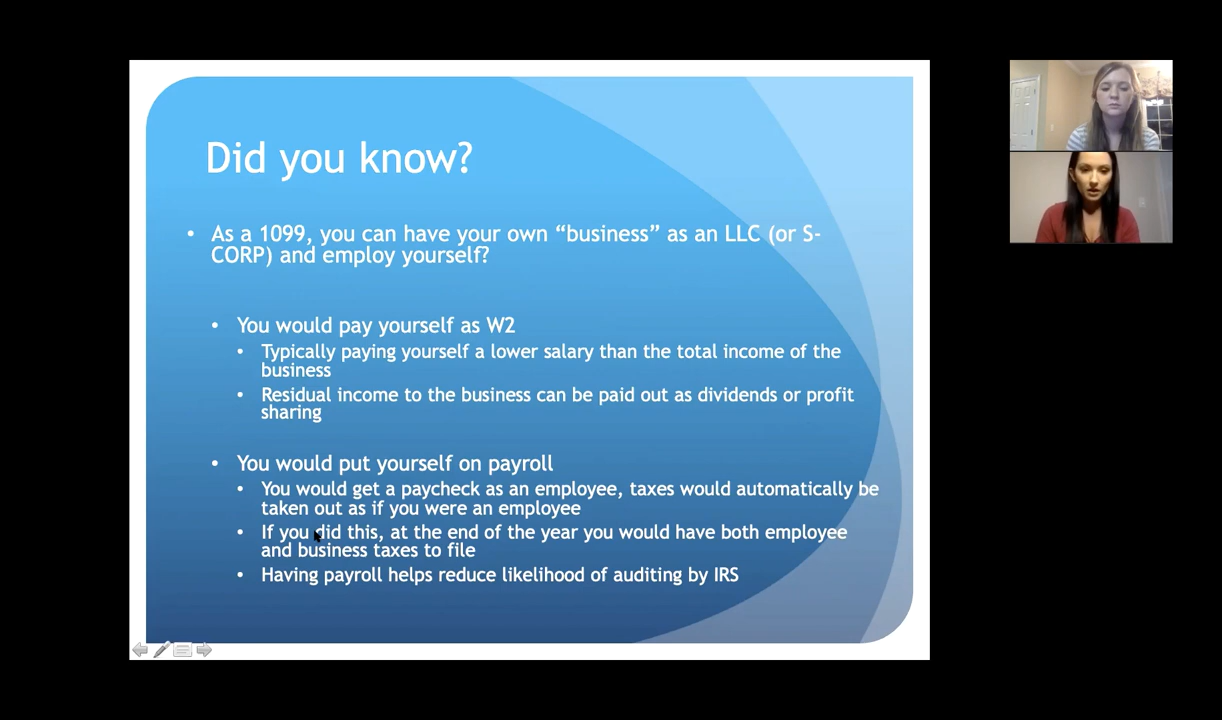 Did you know?
• As a 1099, you can have your own “business” as an LLC (or S-
CORP) and employ yourself?
• You would pay yourself as W2
• Typically paying yourself a lower salary than the total income of the
business
• Residual income to the business can be paid out as dividends or profit
sharing
• You would put yourself on payroll
• You would get a paycheck as an employee, taxes would automatically be
taken out as if you were an employee
• If you did this, at the end of the year you would have both employee
and business taxes to file
• Having payroll helps reduce likelihood of auditing by IRS